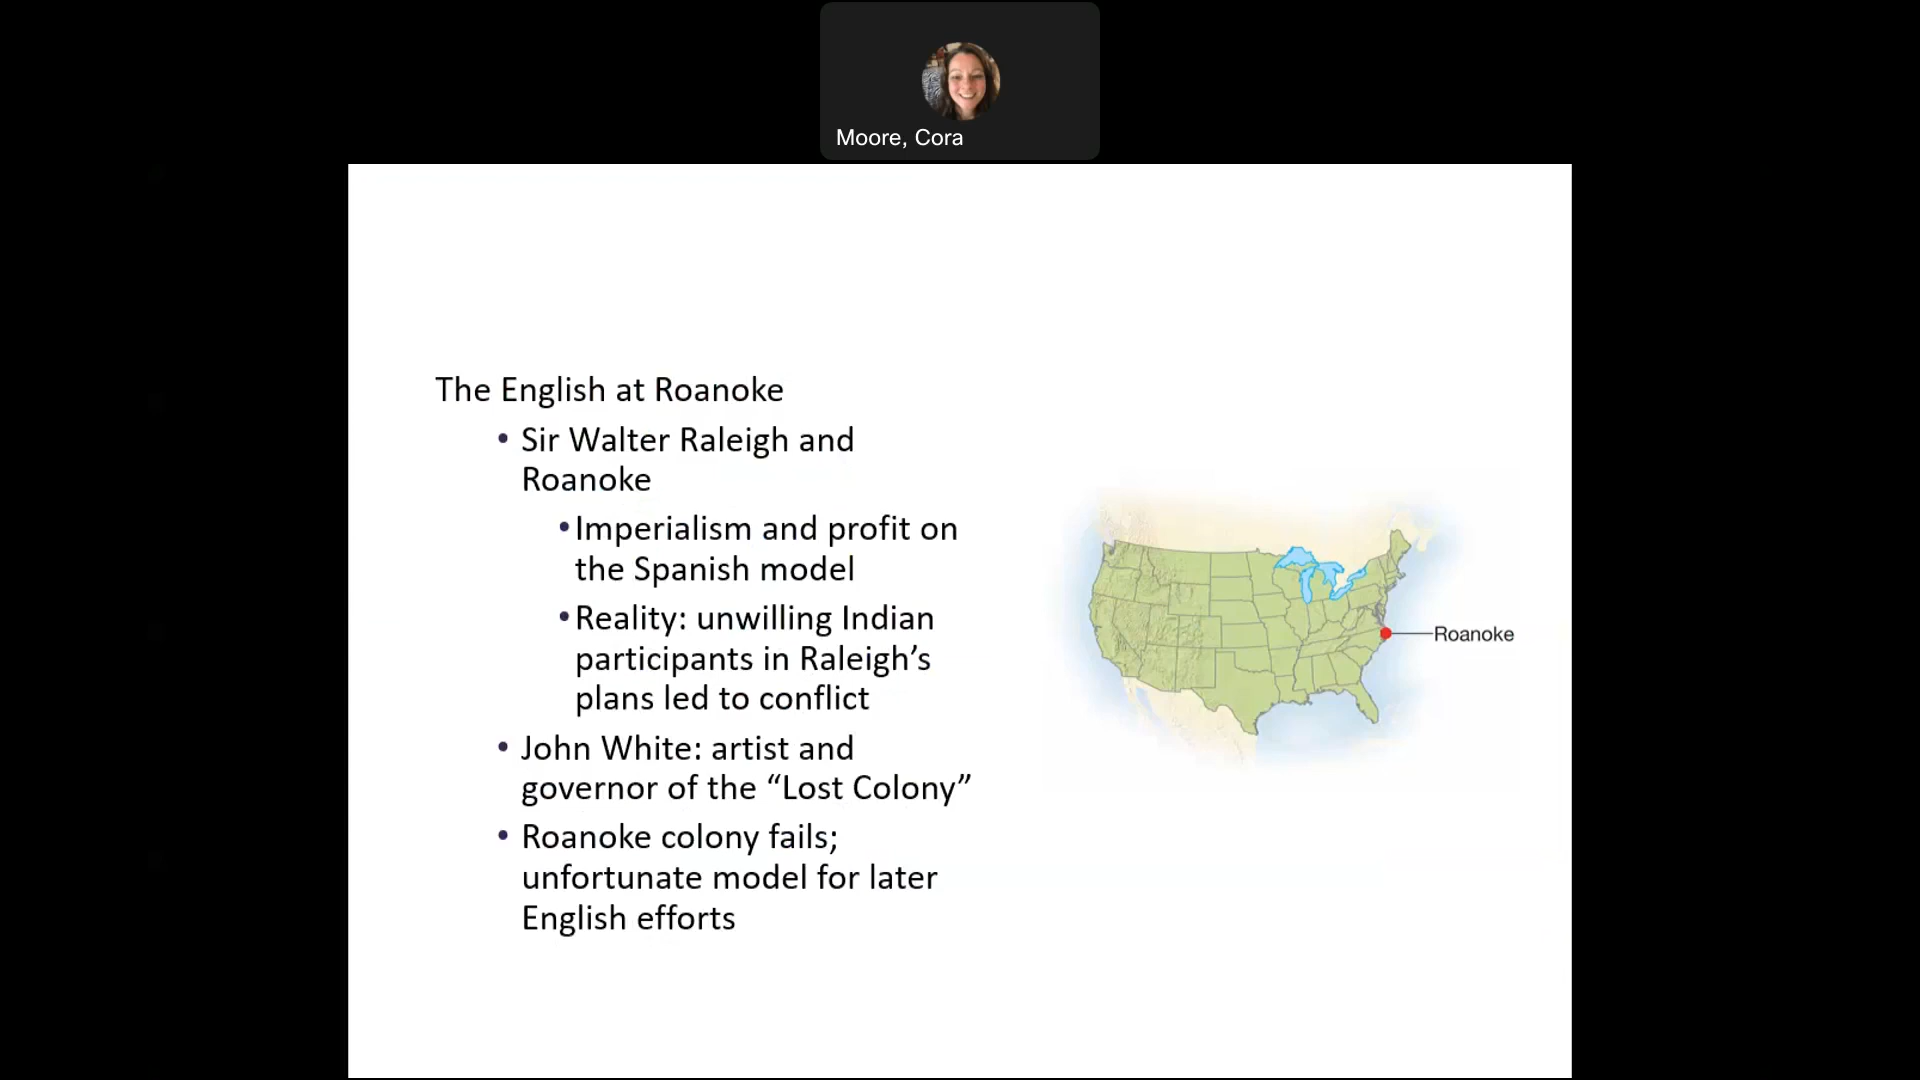 Moore, Cora
The English at Roanoke
• Sir Walter Raleigh and
Roanoke
•Imperialism and profit on
the Spanish model
•Reality: unwilling Indian
participants in Raleigh’s
plans led to conflict
• John White: artist and
governor of the “Lost Colony”
• Roanoke colony fails;
unfortunate model for later
English efforts
Roanoke